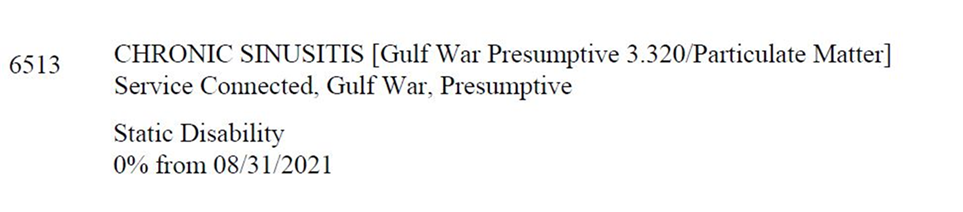 6513 CHRONIC SINUSITIS [Gulf War Presumptive 3.320/Particulate Matter]
Service Connected, Gulf War, Presumptive
Static Disability
0% from 08/31/2021